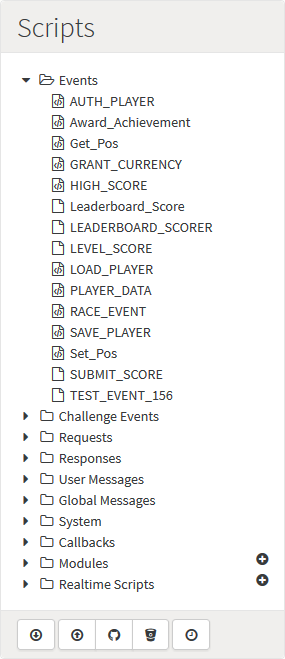 Scripts
Events
AUTH_PLAYER
Award_Achievement
Get_Pos
GRANT_CURRENCY
HIGH_SCORE
Leaderboard_Score
LEADERBOARD_SCORER
LEVEL_SCORE
LOAD_PLAYER
PLAYER_DATA
RACE_EVENT
SAVE_PLAYER
Set_Pos
SUBMIT_SCORE
TEST_EVENT_156
Challenge Events
Requests
Responses
User Messages
Global Messages
System
Callbacks
Modules
Realtime Scripts